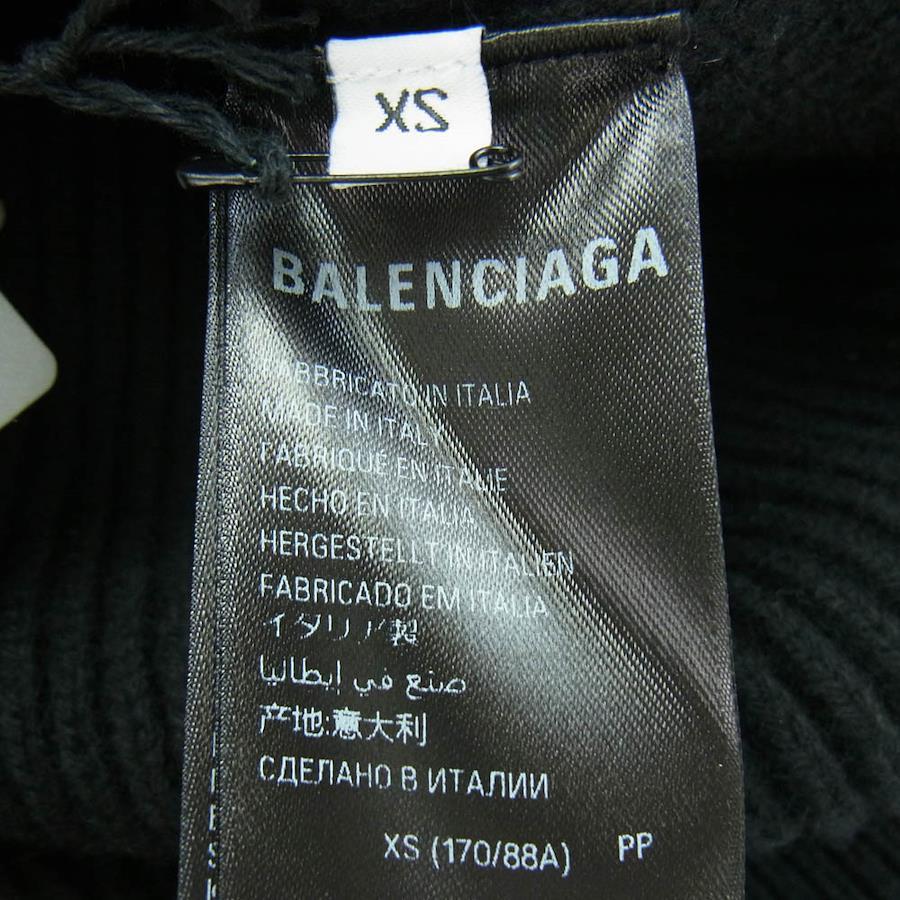 XS
BALENCIAGA
FABBRICATO IN ITALIA
MADE IN ITALY
FABRIQUÉ EN ITALIE
HECHO EN ITALIA
HERGESTELLT IN ITALIEN
FABRICADO EM ITALIA
イタリア製
صنع في إيطاليا
产地:意大利
СДЕЛАНО В ИТАЛИИ
XS (170/88A) PP